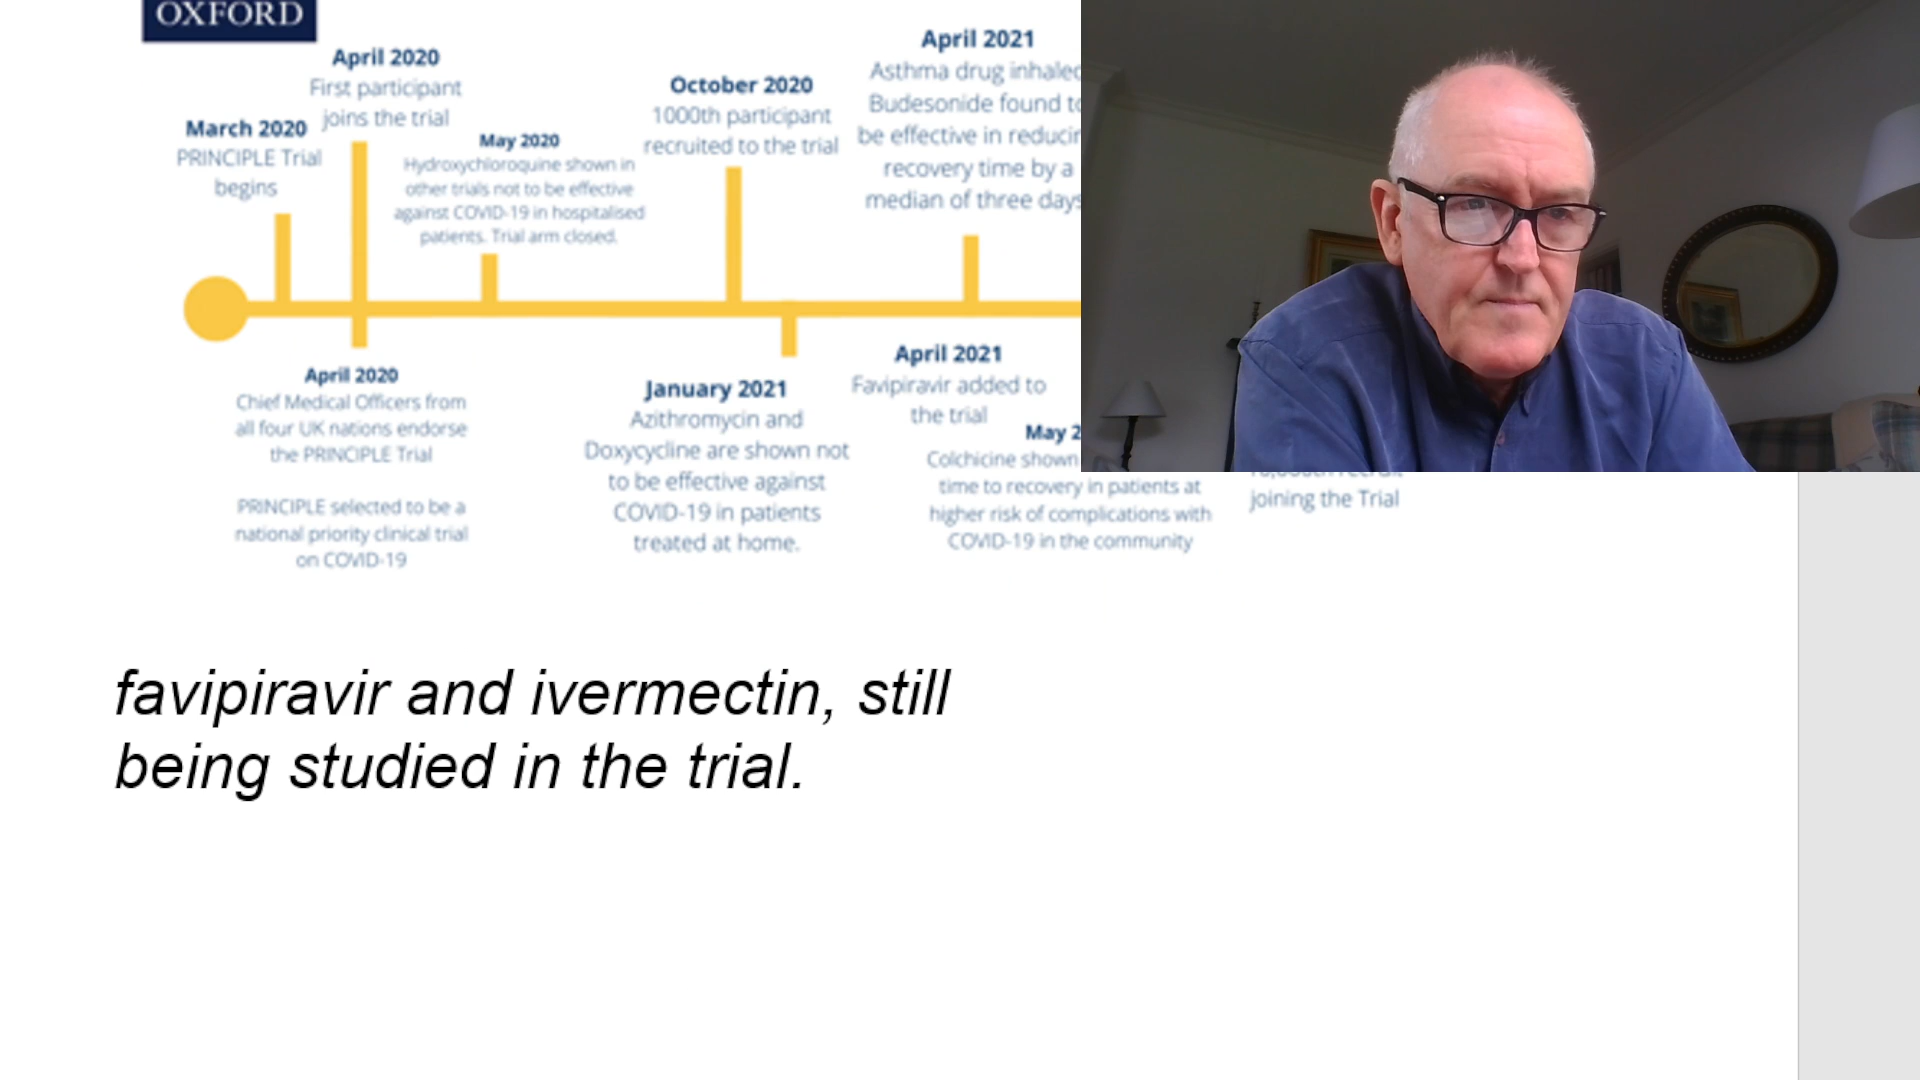 OXFORD
April 2020
First participant
joins the trial
March 2020
PRINCIPLE Trial
begins
May 2020
Hydroxychloroquine shown in
other trials not to be effective
against COVID-19 in hospitalised
patients. Trial arm closed.
October 2020
1000th participant
recruited to the trial
April 2021
Asthma drug inhaled
Budesonide found to
be effective in reducin
recovery time by a
median of three days
April 2020
Chief Medical Officers from
all four UK nations endorse
the PRINCIPLE Trial
PRINCIPLE selected to be a
national priority clinical trial
on COVID-19
January 2021
Azithromycin and
Doxycycline are shown not
to be effective against
COVID-19 in patients
treated at home.
April 2021
Favipiravir added to
the trial
May 2
Colchicine shown
time to recovery in patients at
higher risk of complications with
COVID-19 in the community
joining the Trial
favipiravir and ivermectin, still
being studied in the trial.